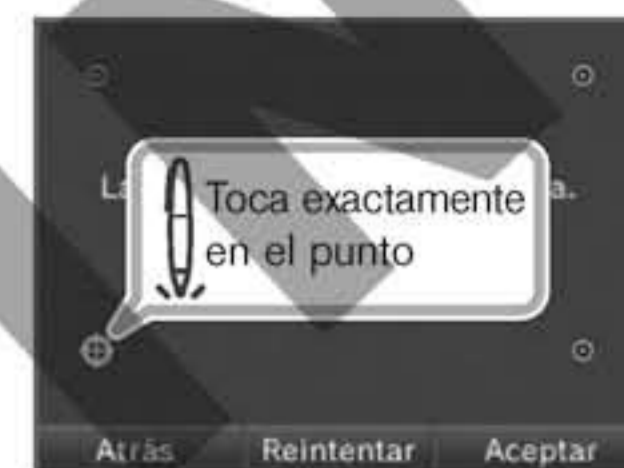 Toca exactamente
en el punto
Atrás Reintentar Aceptar